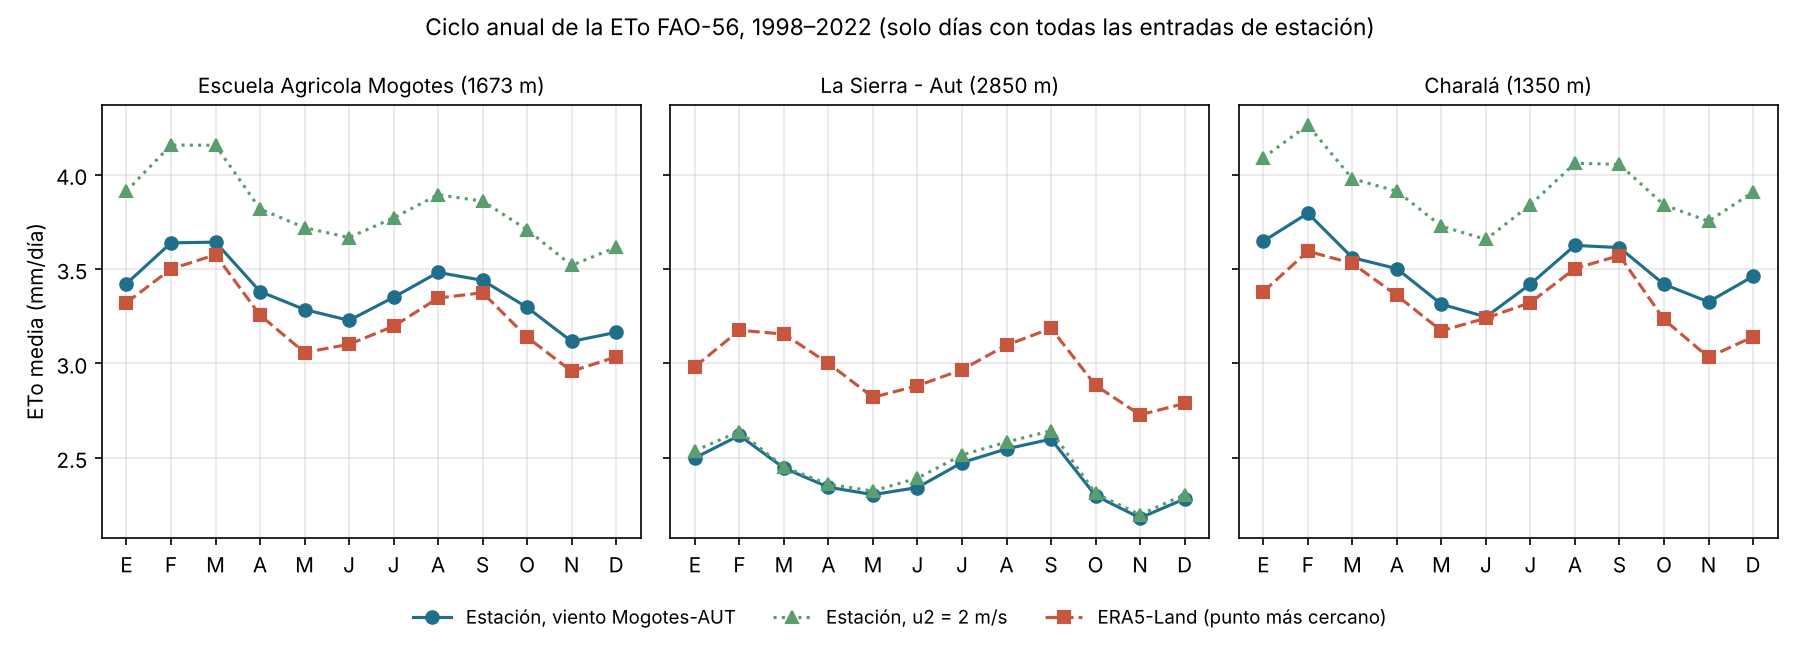 Ciclo anual de la ETo FAO-56, 1998–2022 (solo días con todas las entradas de estación)
Escuela Agricola Mogotes (1673 m)
La Sierra - Aut (2850 m)
Charalá (1350 m)
ETo media (mm/día)
4.0
3.5
3.0
2.5
E F M A M J J A S O N D
E F M A M J J A S O N D
E F M A M J J A S O N D
Estación, viento Mogotes-AUT
Estación, u2 = 2 m/s
ERA5-Land (punto más cercano)